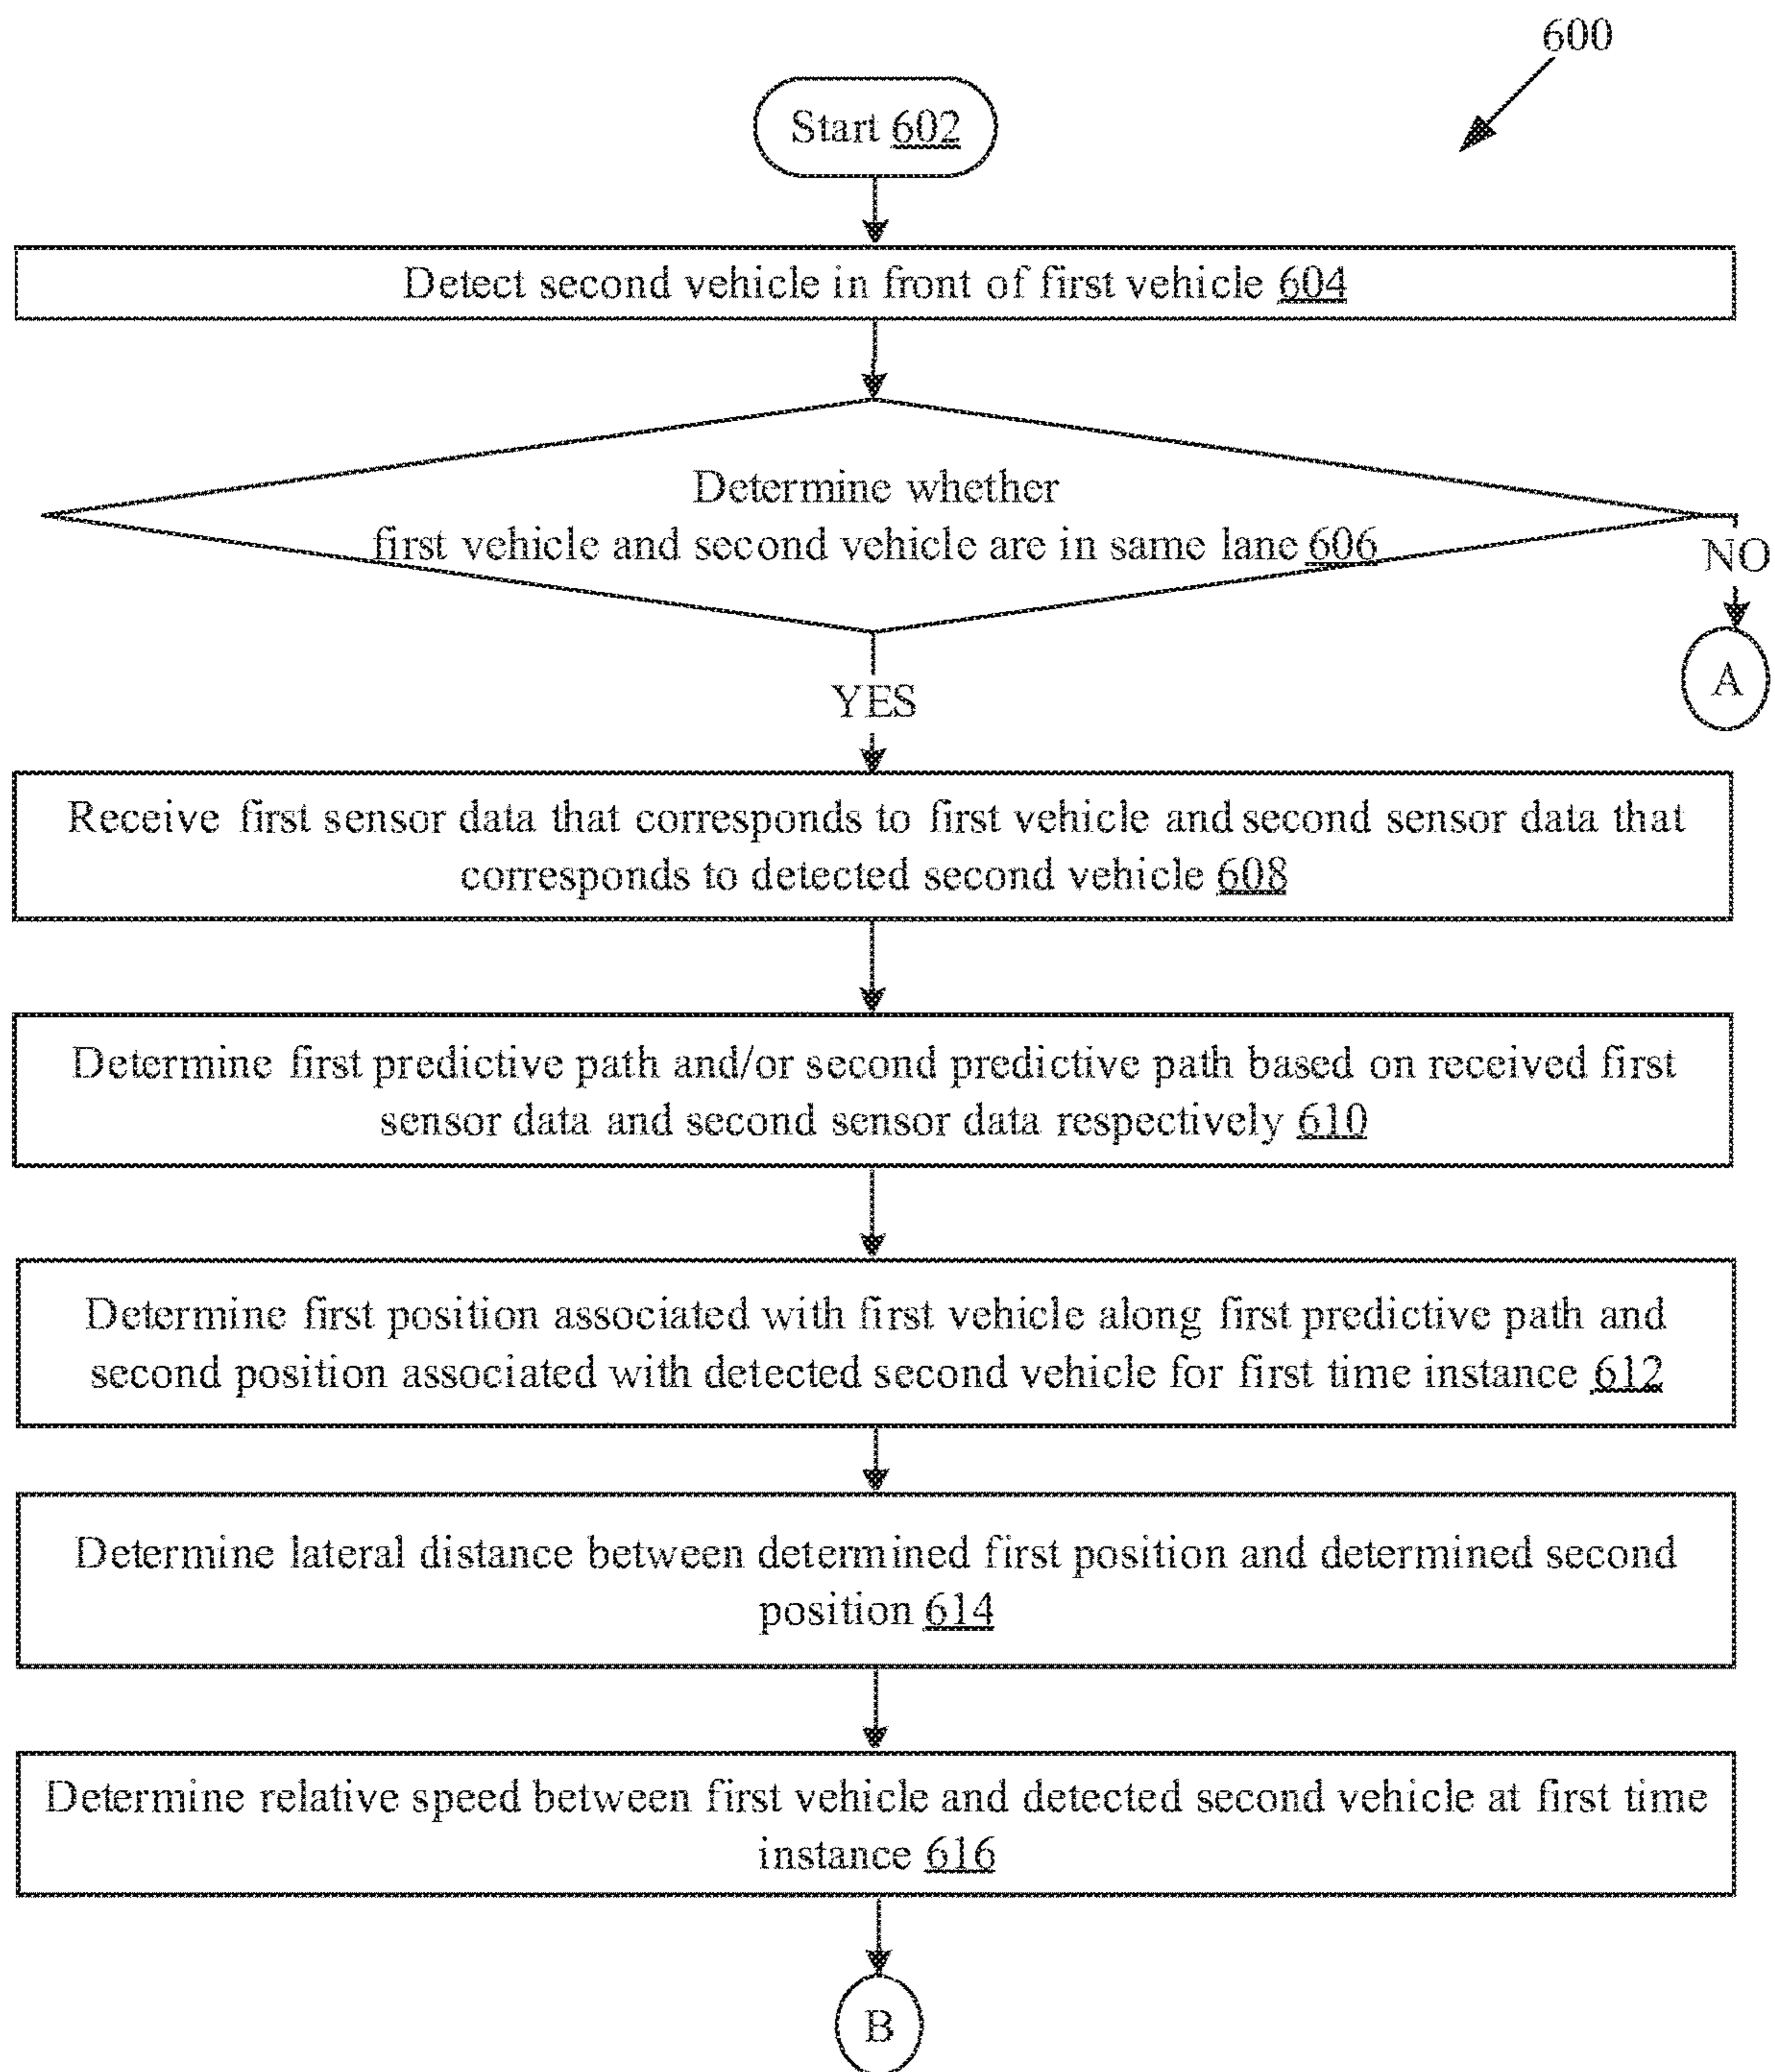 600
Start 602
Detect second vehicle in front of first vehicle 604
Determine whether
first vehicle and second vehicle are in same lane 606
NO
A
YES
Receive first sensor data that corresponds to first vehicle and second sensor data that
corresponds to detected second vehicle 608
Determine first predictive path and/or second predictive path based on received first
sensor data and second sensor data respectively 610
Determine first position associated with first vehicle along first predictive path and
second position associated with detected second vehicle for first time instance 612
Determine lateral distance between determined first position and determined second
position 614
Determine relative speed between first vehicle and detected second vehicle at first time
instance 616
B